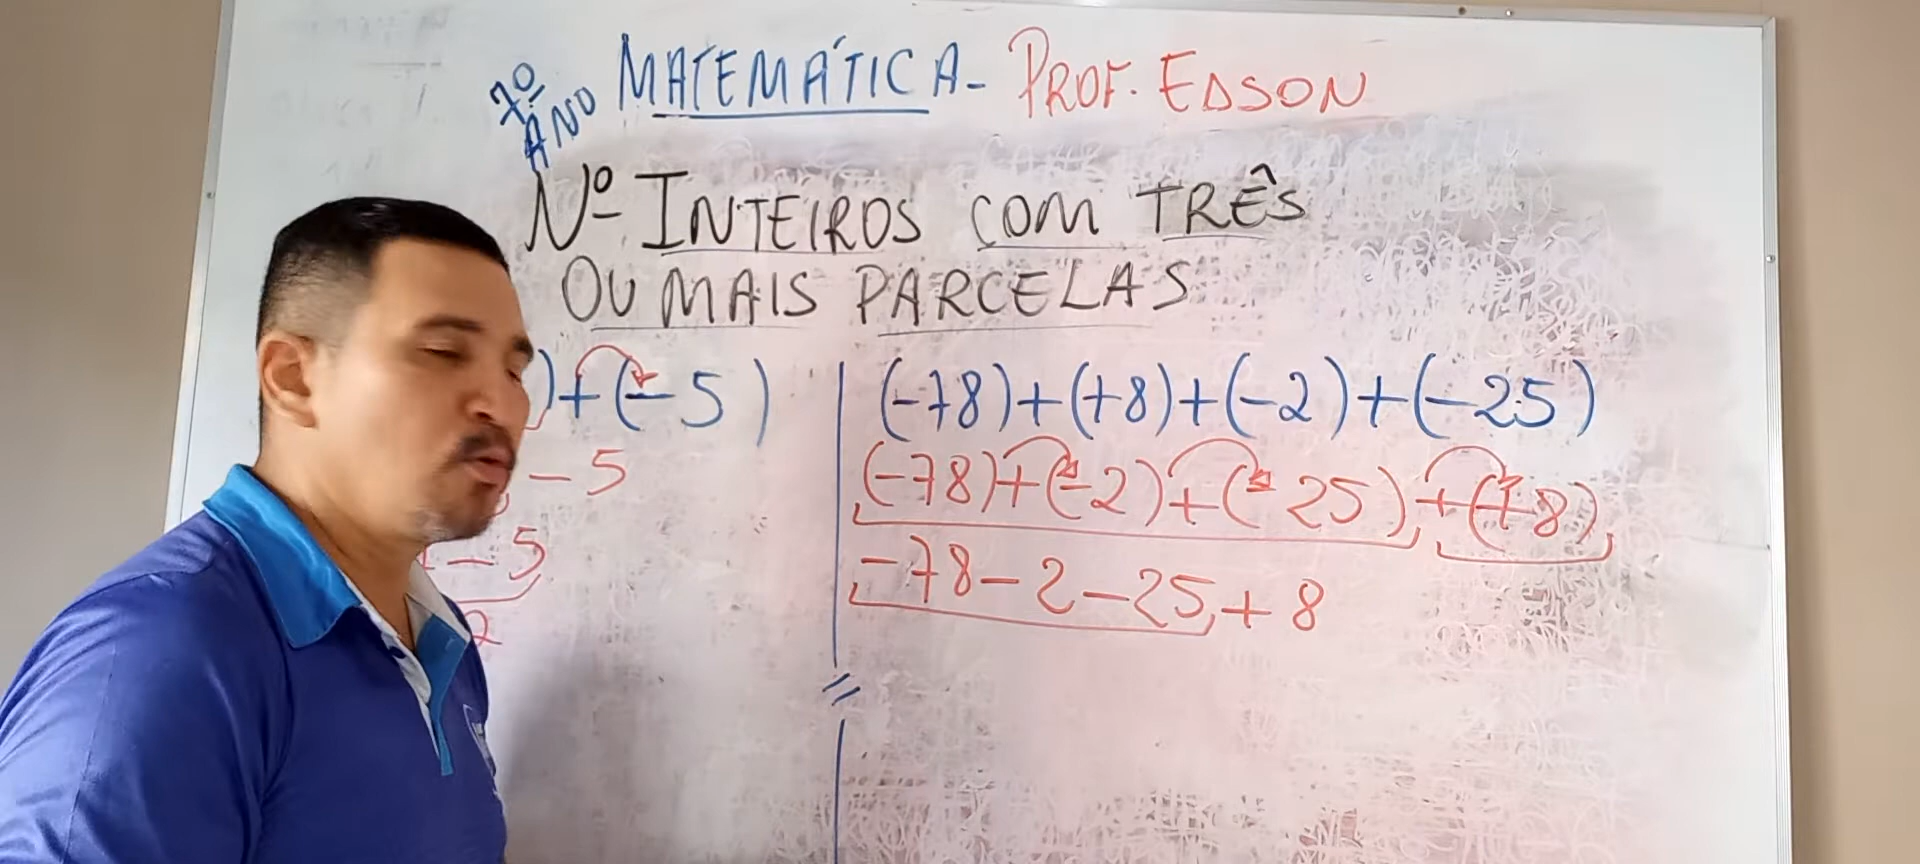 7º ANO MATEMÁTICA - PROF. EDSON
Nº INTEIROS COM TRÊS
OU MAIS PARCELAS
)+(-5)
- 5
- 5
2
(-78)+(+8)+(-2)+(-25)
(-78)+(-2)+(-25)+(+8)
-78-2-25+8